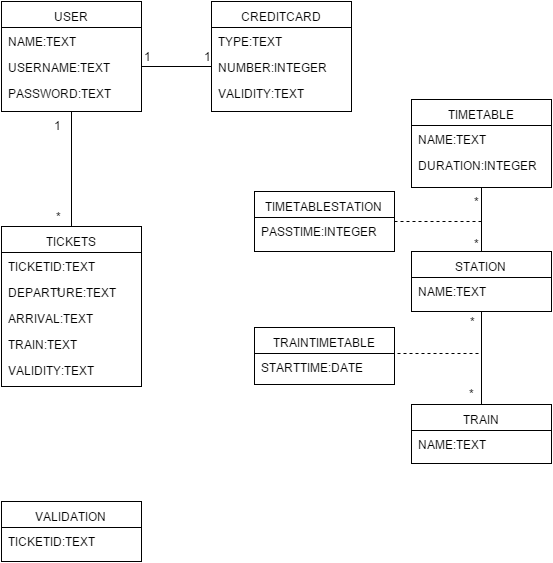 USER
NAME:TEXT
USERNAME:TEXT
PASSWORD:TEXT
1
1
CREDITCARD
TYPE:TEXT
NUMBER:INTEGER
VALIDITY:TEXT
1
*
TICKETS
TICKETID:TEXT
DEPARTURE:TEXT
ARRIVAL:TEXT
TRAIN:TEXT
VALIDITY:TEXT
TIMETABLE
NAME:TEXT
DURATION:INTEGER
*
TIMETABLESTATION
PASSTIME:INTEGER
*
STATION
NAME:TEXT
*
TRAINTIMETABLE
STARTTIME:DATE
*
TRAIN
NAME:TEXT
VALIDATION
TICKETID:TEXT